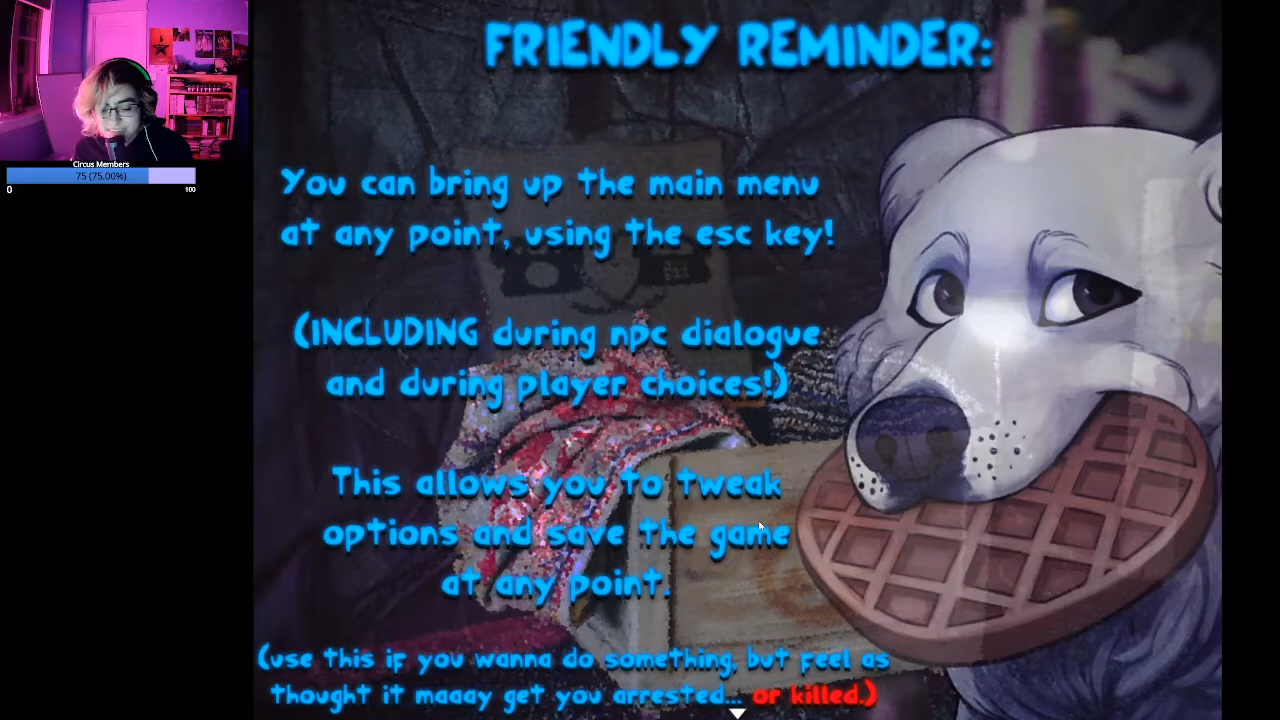 FRIENDLY REMINDER:
You can bring up the main menu
at any point, using the esc key!
(INCLUDING during npc dialogue
and during player choices!)
This allows you to tweak
options and save the game
at any point.
(use this if you wanna do something, but feel as
thought it maaay get you arrested... or killed.)
Circus Members
75 (75.00%)
0 100